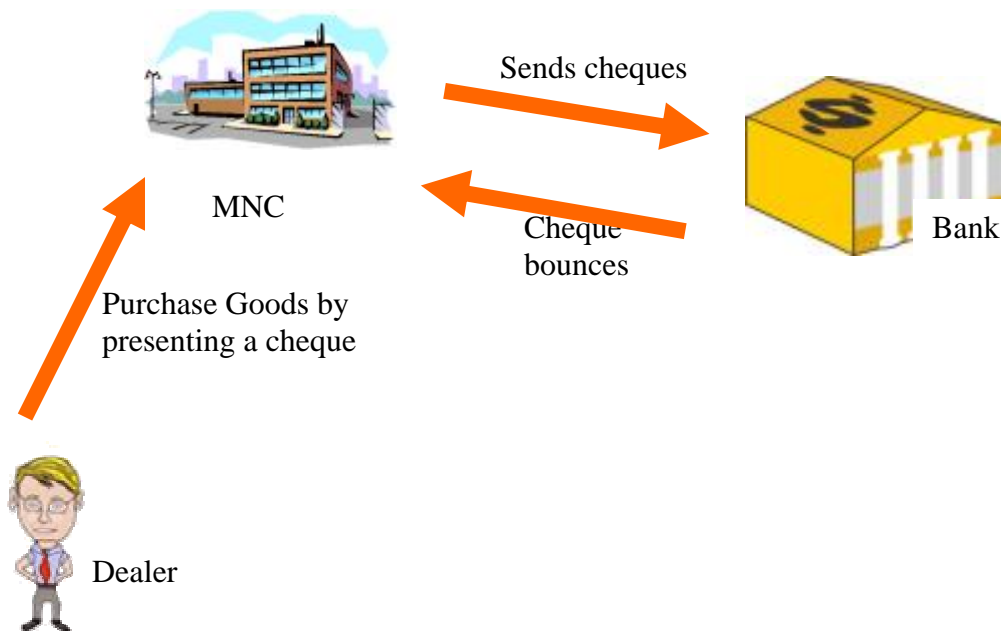 Sends cheques
MNC
Bank
Cheque
bounces
Purchase Goods by
presenting a cheque
Dealer